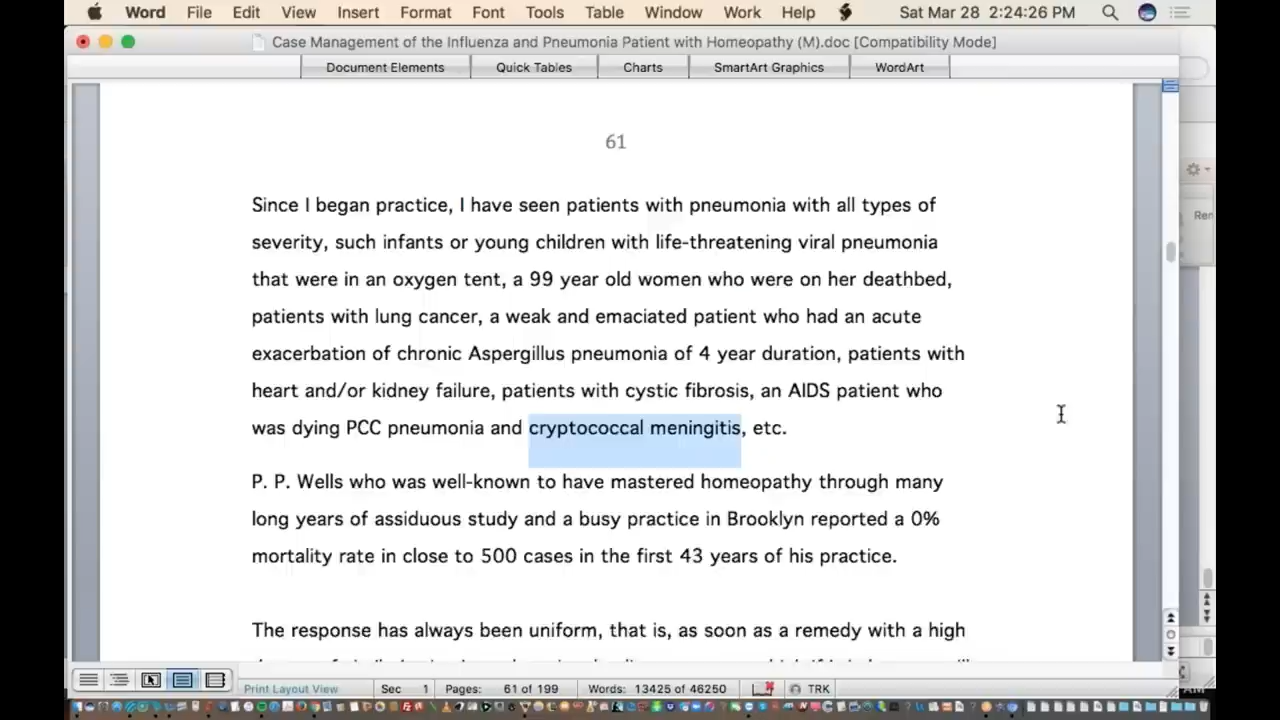 Word File Edit View Insert Format Font Tools Table Window Work Help Sat Mar 28 2:24:26 PM
Case Management of the Influenza and Pneumonia Patient with Homeopathy (M).doc [Compatibility Mode]
Document Elements Quick Tables Charts SmartArt Graphics WordArt
61
Since I began practice, I have seen patients with pneumonia with all types of
severity, such infants or young children with life-threatening viral pneumonia
that were in an oxygen tent, a 99 year old women who were on her deathbed,
patients with lung cancer, a weak and emaciated patient who had an acute
exacerbation of chronic Aspergillus pneumonia of 4 year duration, patients with
heart and/or kidney failure, patients with cystic fibrosis, an AIDS patient who
was dying PCC pneumonia and cryptococcal meningitis, etc.
P. P. Wells who was well-known to have mastered homeopathy through many
long years of assiduous study and a busy practice in Brooklyn reported a 0%
mortality rate in close to 500 cases in the first 43 years of his practice.
The response has always been uniform, that is, as soon as a remedy with a high
Print Layout View Sec 1 Pages: 61 of 199 Words: 13425 of 46250 TRK